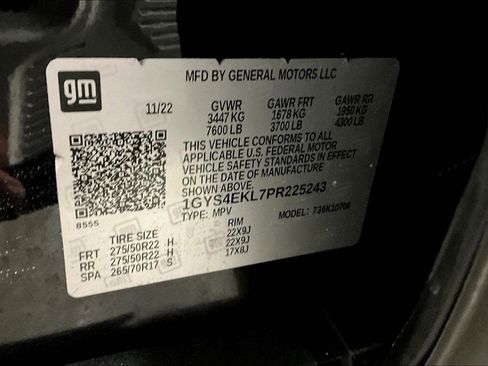 gm
MFD BY GENERAL MOTORS LLC
11/22 GVWR GAWR FRT GAWR RR
3447 KG 1678 KG 1950 KG
7600 LB 3700 LB 4300 LB
THIS VEHICLE CONFORMS TO ALL
APPLICABLE U.S. FEDERAL MOTOR
VEHICLE SAFETY STANDARDS IN EFFECT
ON THE DATE OF MANUFACTURE
SHOWN ABOVE.
1GYS4EKL7PR225243
8555
TYPE: MPV MODEL: 736K10706
TIRE SIZE RIM
FRT 275/50R22 H 22X9J
RR 275/50R22 H 22X9J
SPA 265/70R17 S 17X8J